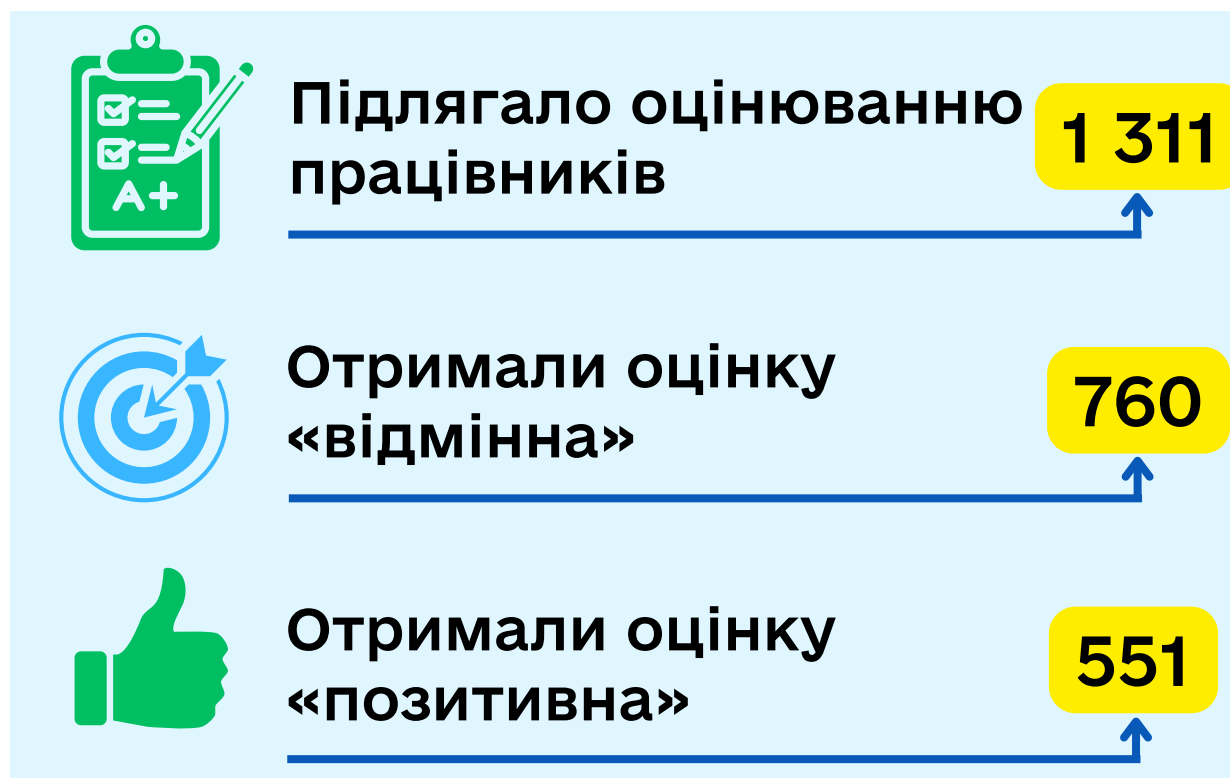 A+
Підлягало оцінюванню
працівників
1 311
Отримали оцінку
«відмінна»
760
Отримали оцінку
«позитивна»
551